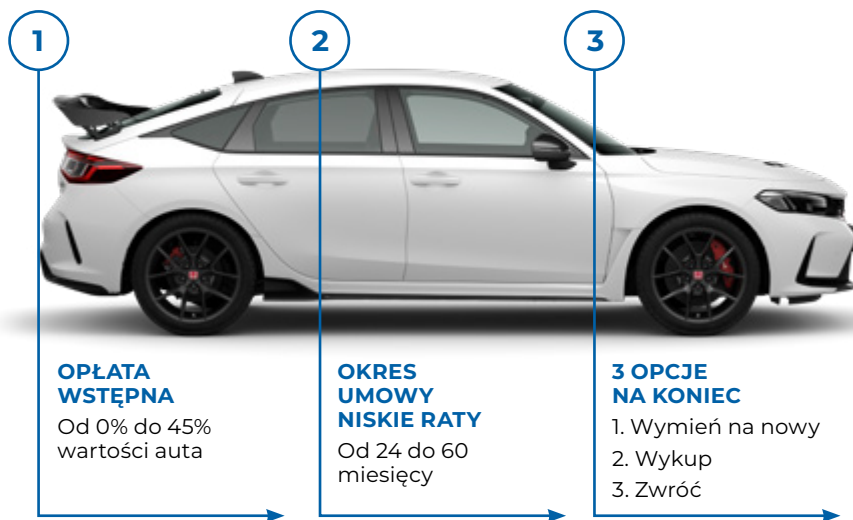 1
2
3
OPŁATA
WSTĘPNA
Od 0% do 45%
wartości auta
OKRES
UMOWY
NISKIE RATY
Od 24 do 60
miesięcy
3 OPCJE
NA KONIEC
1. Wymień na nowy
2. Wykup
3. Zwróć